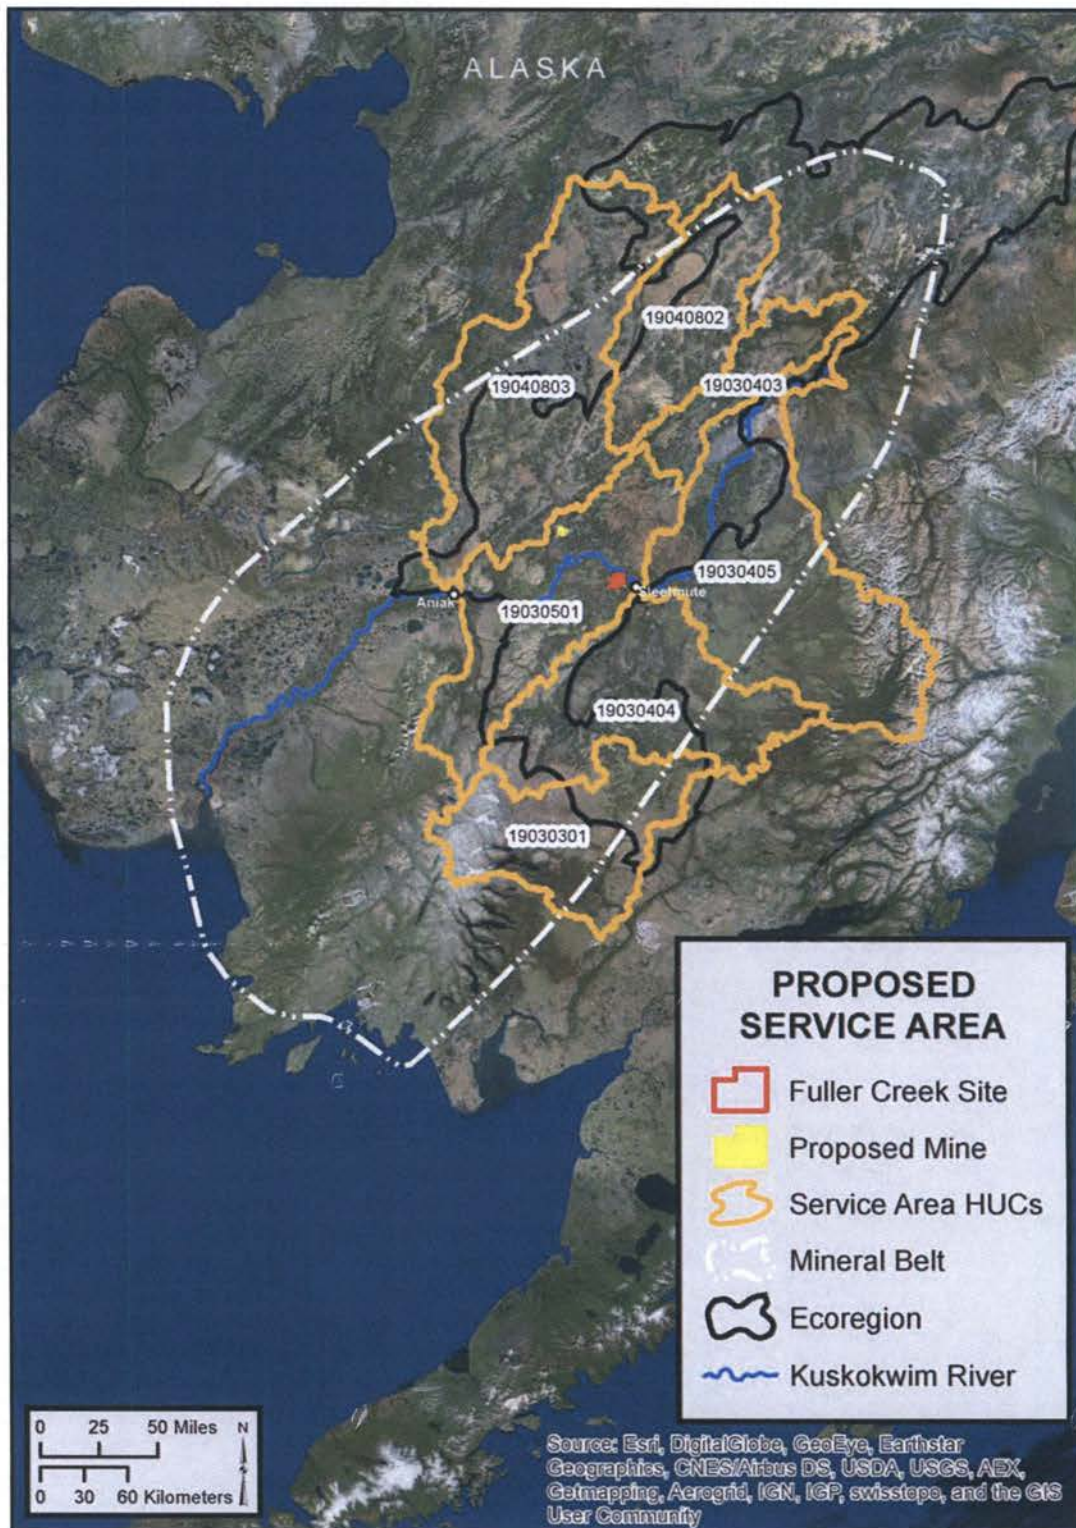 ALASKA
19040802
19040803
19030403
19030405
Aniak
Sleetmute
19030501
19030404
19030301
PROPOSED
SERVICE AREA
Fuller Creek Site
Proposed Mine
Service Area HUCs
Mineral Belt
Ecoregion
Kuskokwim River
0 25 50 Miles N
0 30 60 Kilometers
Source: Esri, DigitalGlobe, GeoEye, Earthstar
Geographics, CNES/Airbus DS, USDA, USGS, AEX,
Getmapping, Aerogrid, IGN, IGP, swisstopo, and the GIS
User Community